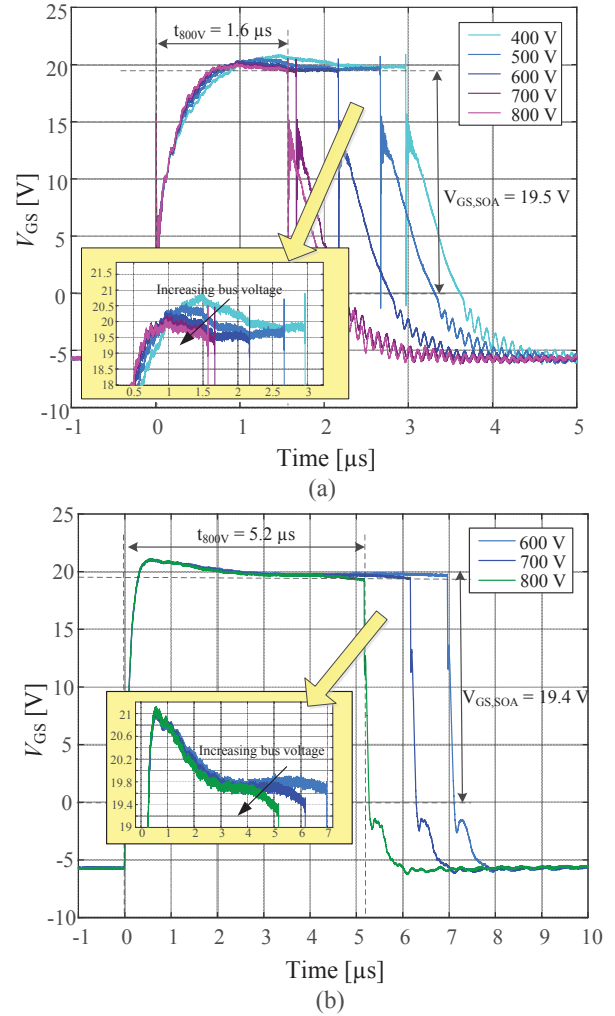 t800V = 1.6 µs
400 V
500 V
600 V
700 V
800 V
VGS [V]
25
20
15
10
5
0
-5
-10
VGS,SOA = 19.5 V
Increasing bus voltage
21.5
21
20.5
20
19.5
19
18.5
18
0.5 1 1.5 2 2.5 3
-1 0 1 2 3 4 5
Time [µs]
(a)
t800V = 5.2 µs
600 V
700 V
800 V
VGS [V]
25
20
15
10
5
0
-5
-10
VGS,SOA = 19.4 V
Increasing bus voltage
21
20.6
20.2
19.8
19.4
19
0 1 2 3 4 5 6 7
-1 0 1 2 3 4 5 6 7 8 9 10
Time [µs]
(b)